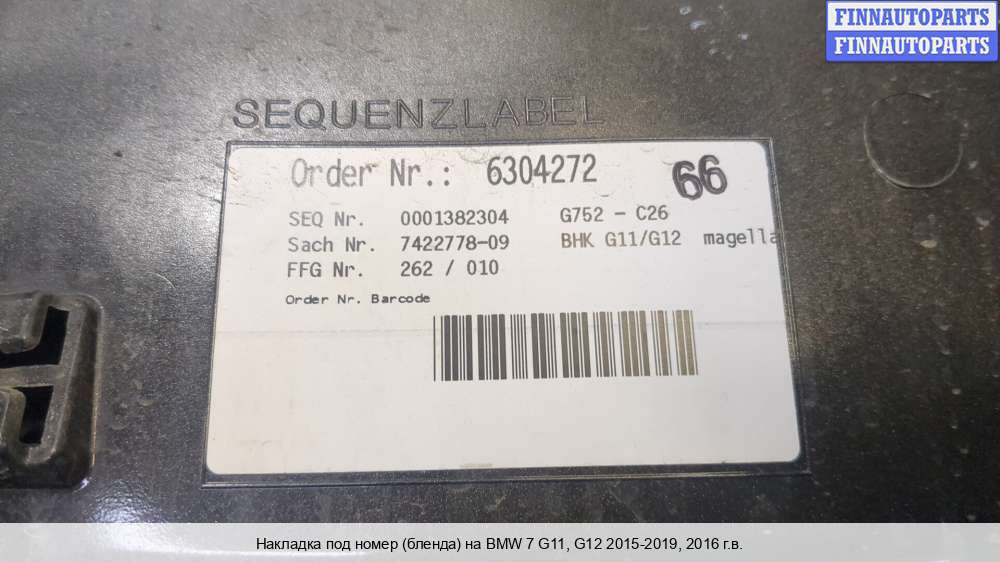 FINNAUTOPARTS
FINNAUTOPARTS
SEQUENZLABEL
Order Nr.: 6304272 66
SEQ Nr. 0001382304 G752 - C26
Sach Nr. 7422778-09 BHK G11/G12 magella
FFG Nr. 262 / 010
Order Nr. Barcode
Накладка под номер (бленда) на BMW 7 G11, G12 2015-2019, 2016 г.в.